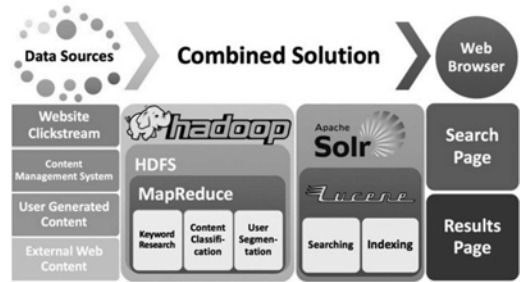 Data Sources
Combined Solution
Web
Browser
Website
Clickstream
Content
Management System
User Generated
Content
External Web
Content
hadoop
HDFS
MapReduce
Keyword
Research
Content
Classifi-
cation
User
Segmen-
tation
Apache
Solr
Lucene
Searching
Indexing
Search
Page
Results
Page